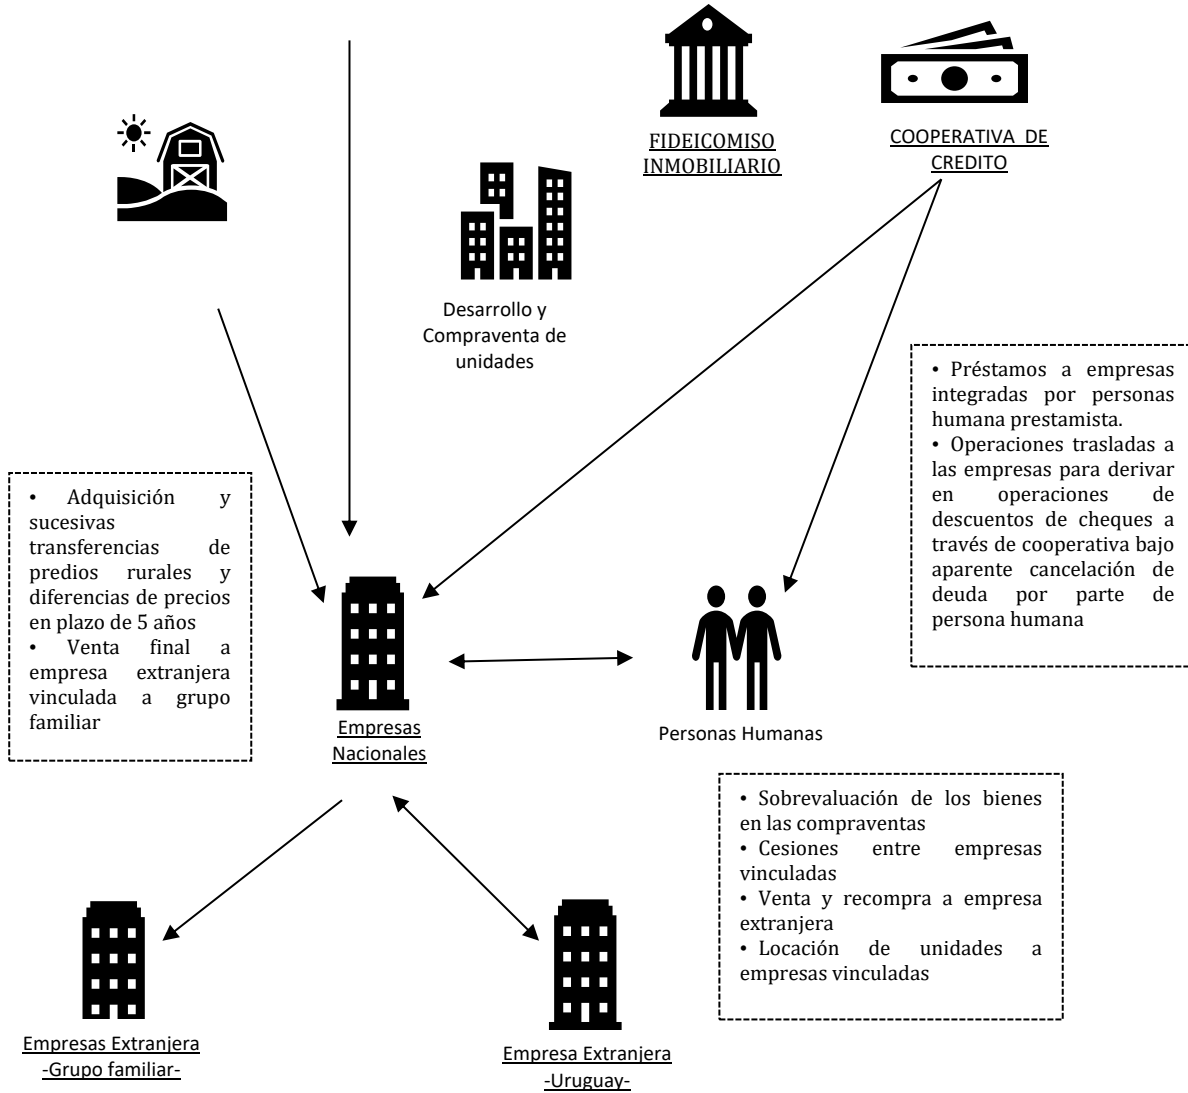 FIDEICOMISO
INMOBILIARIO
COOPERATIVA DE
CREDITO
Desarrollo y
Compraventa de
unidades
• Préstamos a empresas
integradas por personas
humana prestamista.
• Operaciones trasladas a
las empresas para derivar
en operaciones de
descuentos de cheques a
través de cooperativa bajo
aparente cancelación de
deuda por parte de
persona humana
• Adquisición y
sucesivas
transferencias de
predios rurales y
diferencias de precios
en plazo de 5 años
• Venta final a
empresa extranjera
vinculada a grupo
familiar
Empresas
Nacionales
Personas Humanas
• Sobrevaluación de los bienes
en las compraventas
• Cesiones entre empresas
vinculadas
• Venta y recompra a empresa
extranjera
• Locación de unidades a
empresas vinculadas
Empresas Extranjera
-Grupo familiar-
Empresa Extranjera
-Uruguay-